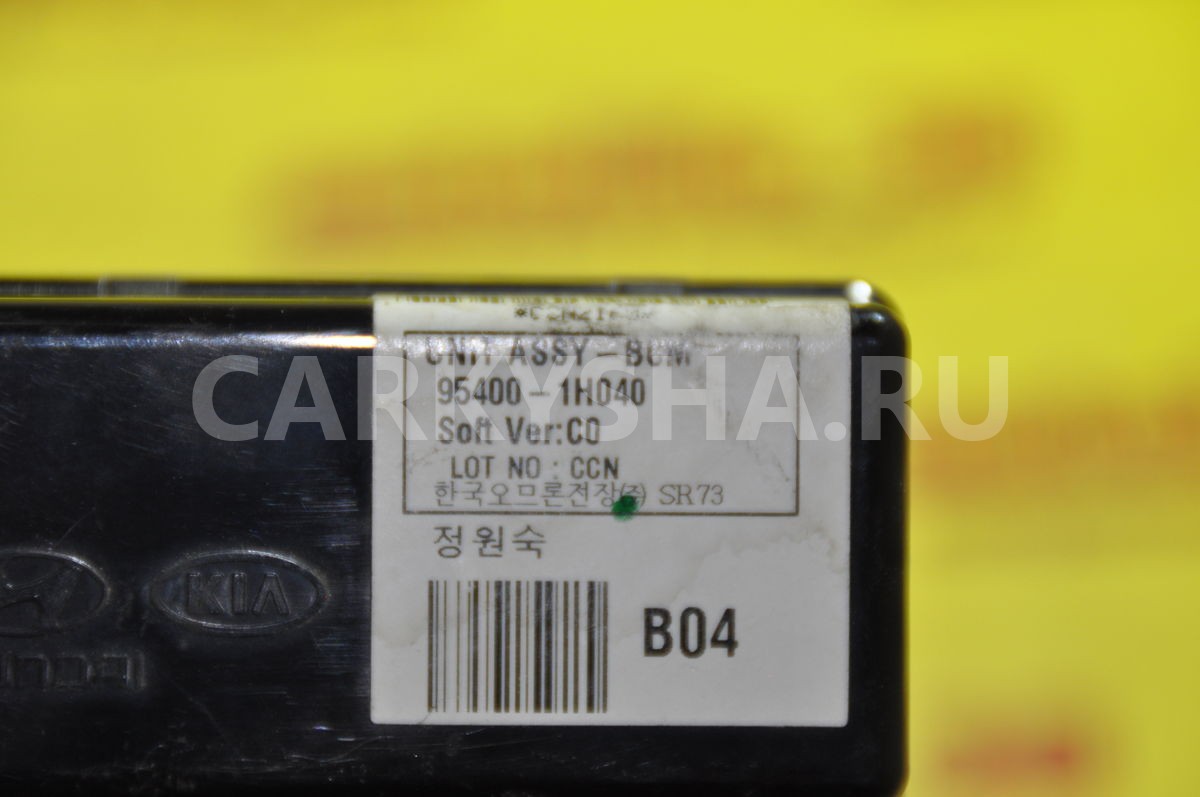 UNIT ASSY - BCM
95400 - 1H040
CARKYSHA.RU
Soft Ver:C0
LOT NO : CCN
한국오므론전장(주) SR73
정원숙
KIA
B04